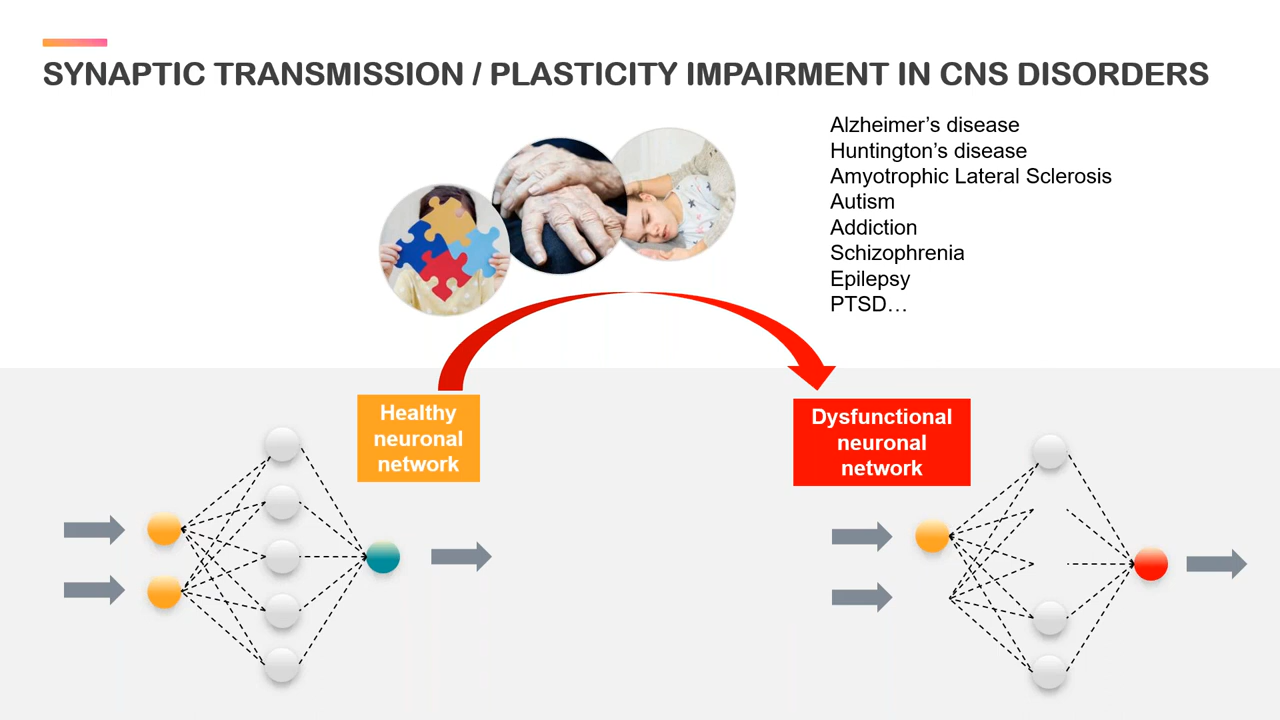 SYNAPTIC TRANSMISSION / PLASTICITY IMPAIRMENT IN CNS DISORDERS
Alzheimer’s disease
Huntington’s disease
Amyotrophic Lateral Sclerosis
Autism
Addiction
Schizophrenia
Epilepsy
PTSD…
Healthy
neuronal
network
Dysfunctional
neuronal
network